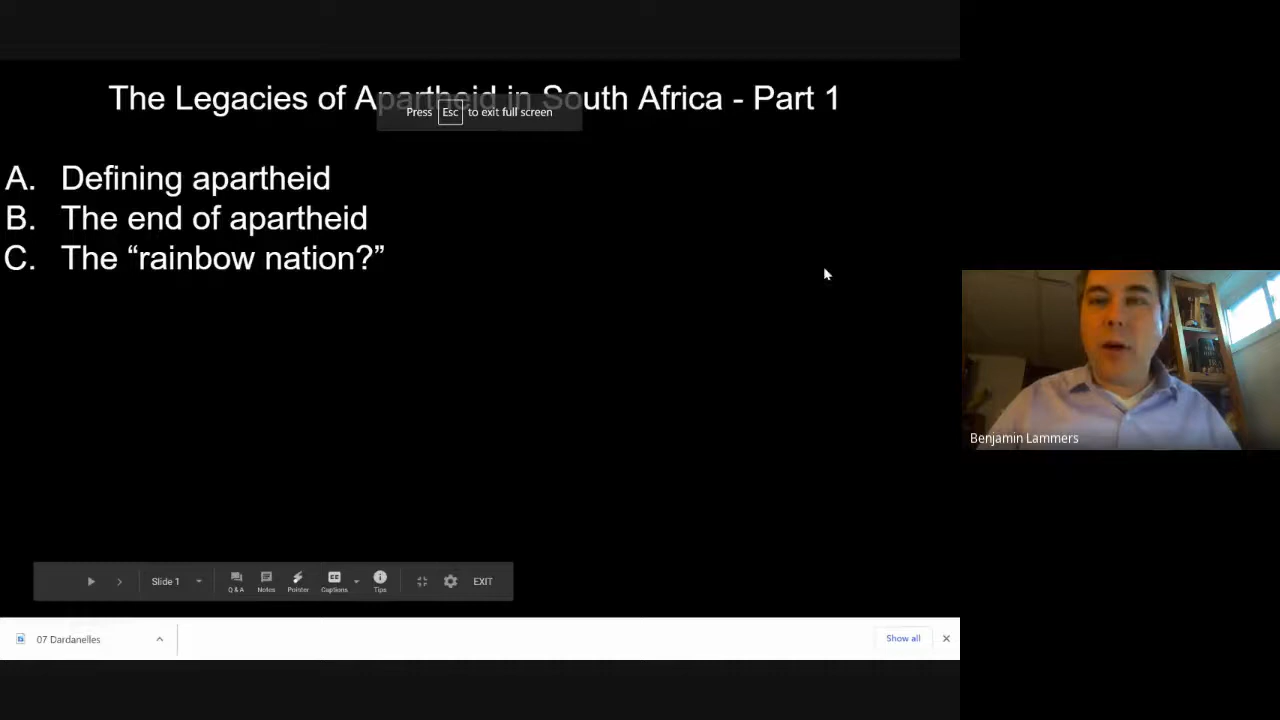 The Legacies of Apartheid in South Africa - Part 1
Press Esc to exit full screen
A. Defining apartheid
B. The end of apartheid
C. The “rainbow nation?”
Benjamin Lammers
Slide 1
Q & A Notes Pointer Captions Tips
EXIT
07 Dardanelles
Show all